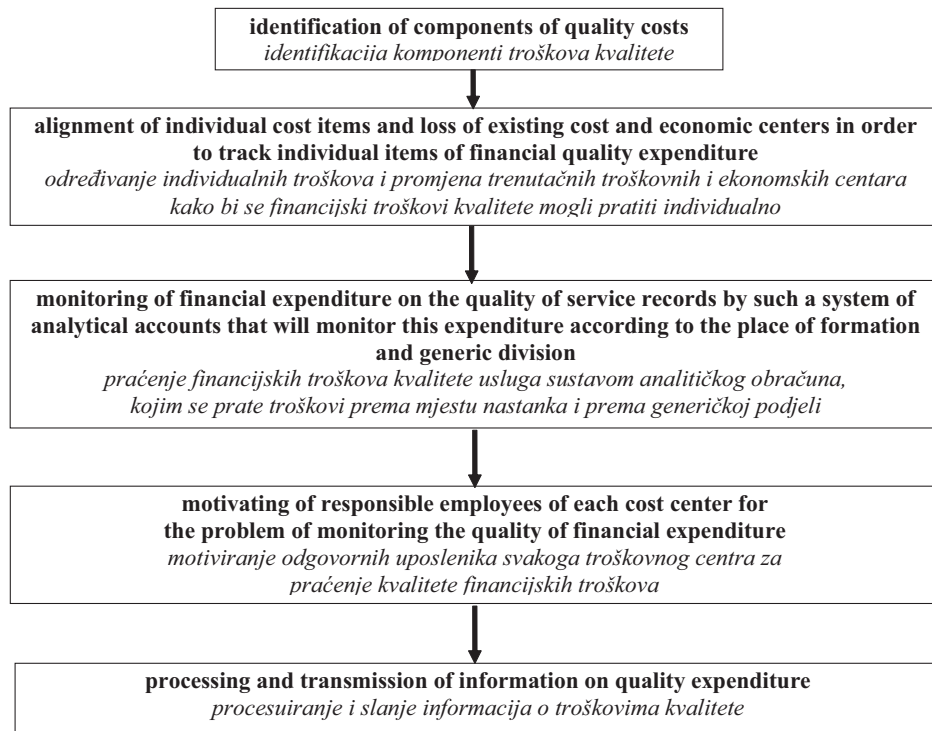 identification of components of quality costs
identifikacija komponenti troškova kvalitete
alignment of individual cost items and loss of existing cost and economic centers in order
to track individual items of financial quality expenditure
određivanje individualnih troškova i promjena trenutačnih troškovnih i ekonomskih centara
kako bi se financijski troškovi kvalitete mogli pratiti individualno
monitoring of financial expenditure on the quality of service records by such a system of
analytical accounts that will monitor this expenditure according to the place of formation
and generic division
praćenje financijskih troškova kvalitete usluga sustavom analitičkog obračuna,
kojim se prate troškovi prema mjestu nastanka i prema generičkoj podjeli
motivating of responsible employees of each cost center for
the problem of monitoring the quality of financial expenditure
motiviranje odgovornih uposlenika svakoga troškovnog centra za
praćenje kvalitete financijskih troškova
processing and transmission of information on quality expenditure
procesuiranje i slanje informacija o troškovima kvalitete